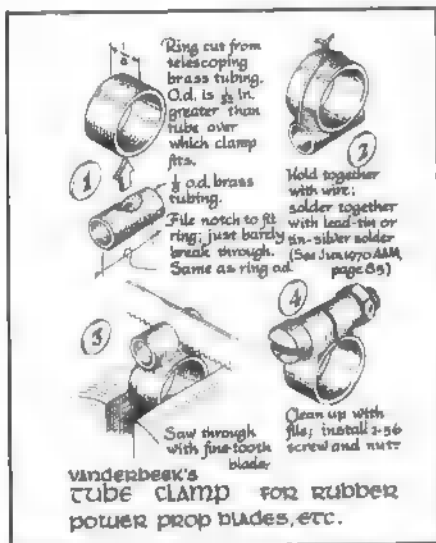 Ring cut from
telescoping
brass tubing.
O.d. is 1/32 in.
greater than
tube over
which clamp
fits.
1
1/8 o.d. brass
tubing.
File notch to fit
ring; just barely
break through.
Same as ring o.d.
2
Hold together
with wire;
solder together
with lead-tin or
tin-silver solder
(See Jun. 1970 AAM,
page 85)
3
Saw through
with fine-tooth
blade.
4
Clean up with
file; install 2-56
screw and nut
VANDERBEEK'S
TUBE CLAMP FOR RUBBER
POWER PROP BLADES, ETC.